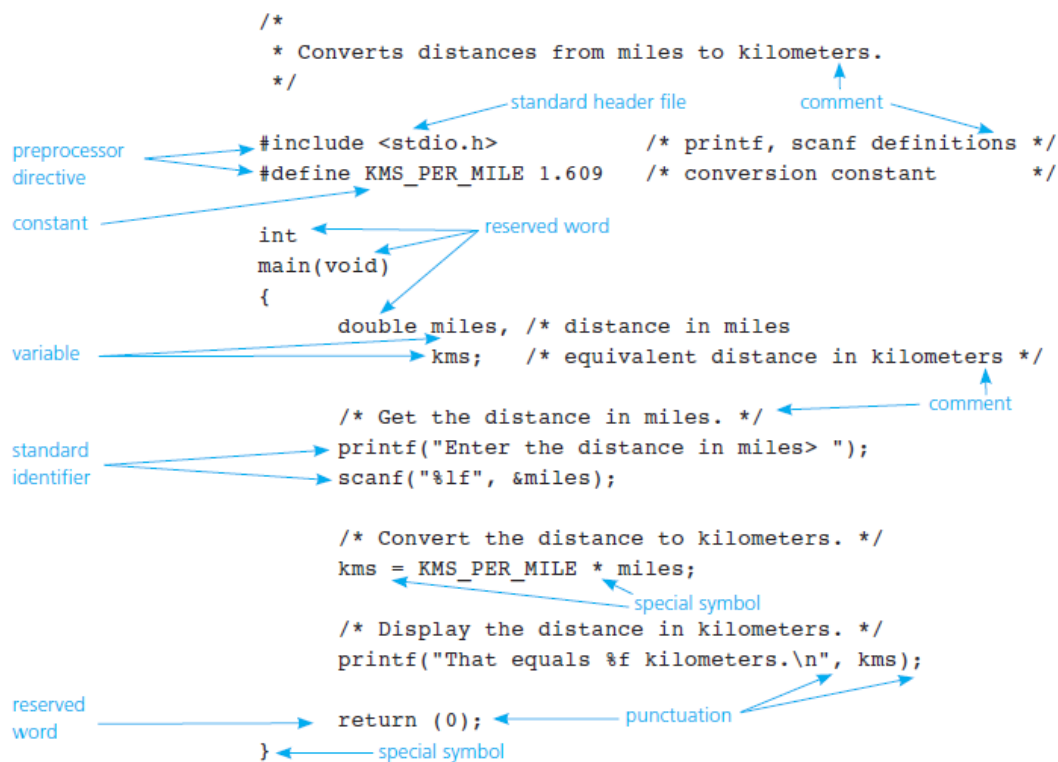 /*
* Converts distances from miles to kilometers.
*/
standard header file comment
preprocessor directive
#include <stdio.h> /* printf, scanf definitions */
#define KMS_PER_MILE 1.609 /* conversion constant */
constant
reserved word
int
main(void)
{
double miles, /* distance in miles
variable
kms; /* equivalent distance in kilometers */
comment
/* Get the distance in miles. */
standard identifier
printf("Enter the distance in miles> ");
scanf("%lf", &miles);
/* Convert the distance to kilometers. */
kms = KMS_PER_MILE * miles;
special symbol
/* Display the distance in kilometers. */
printf("That equals %f kilometers.\n", kms);
reserved word
return (0);
punctuation
}
special symbol